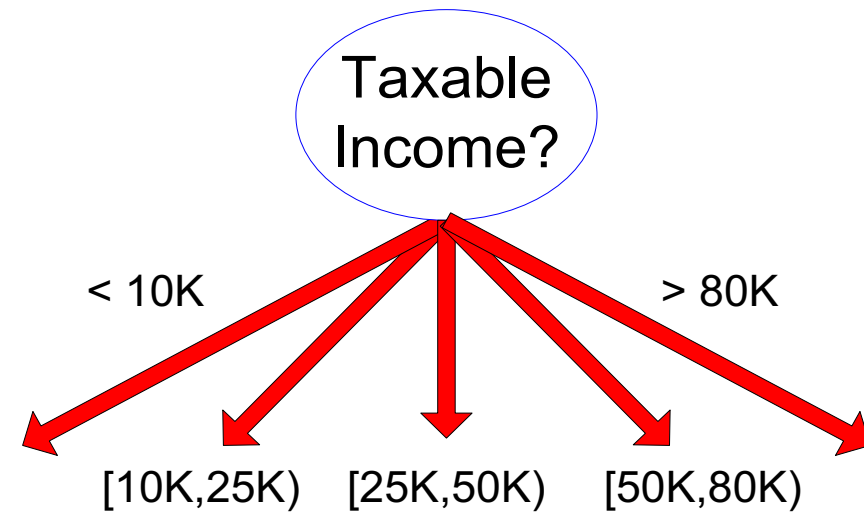 Taxable
Income?
< 10K
> 80K
[10K,25K)
[25K,50K)
[50K,80K)